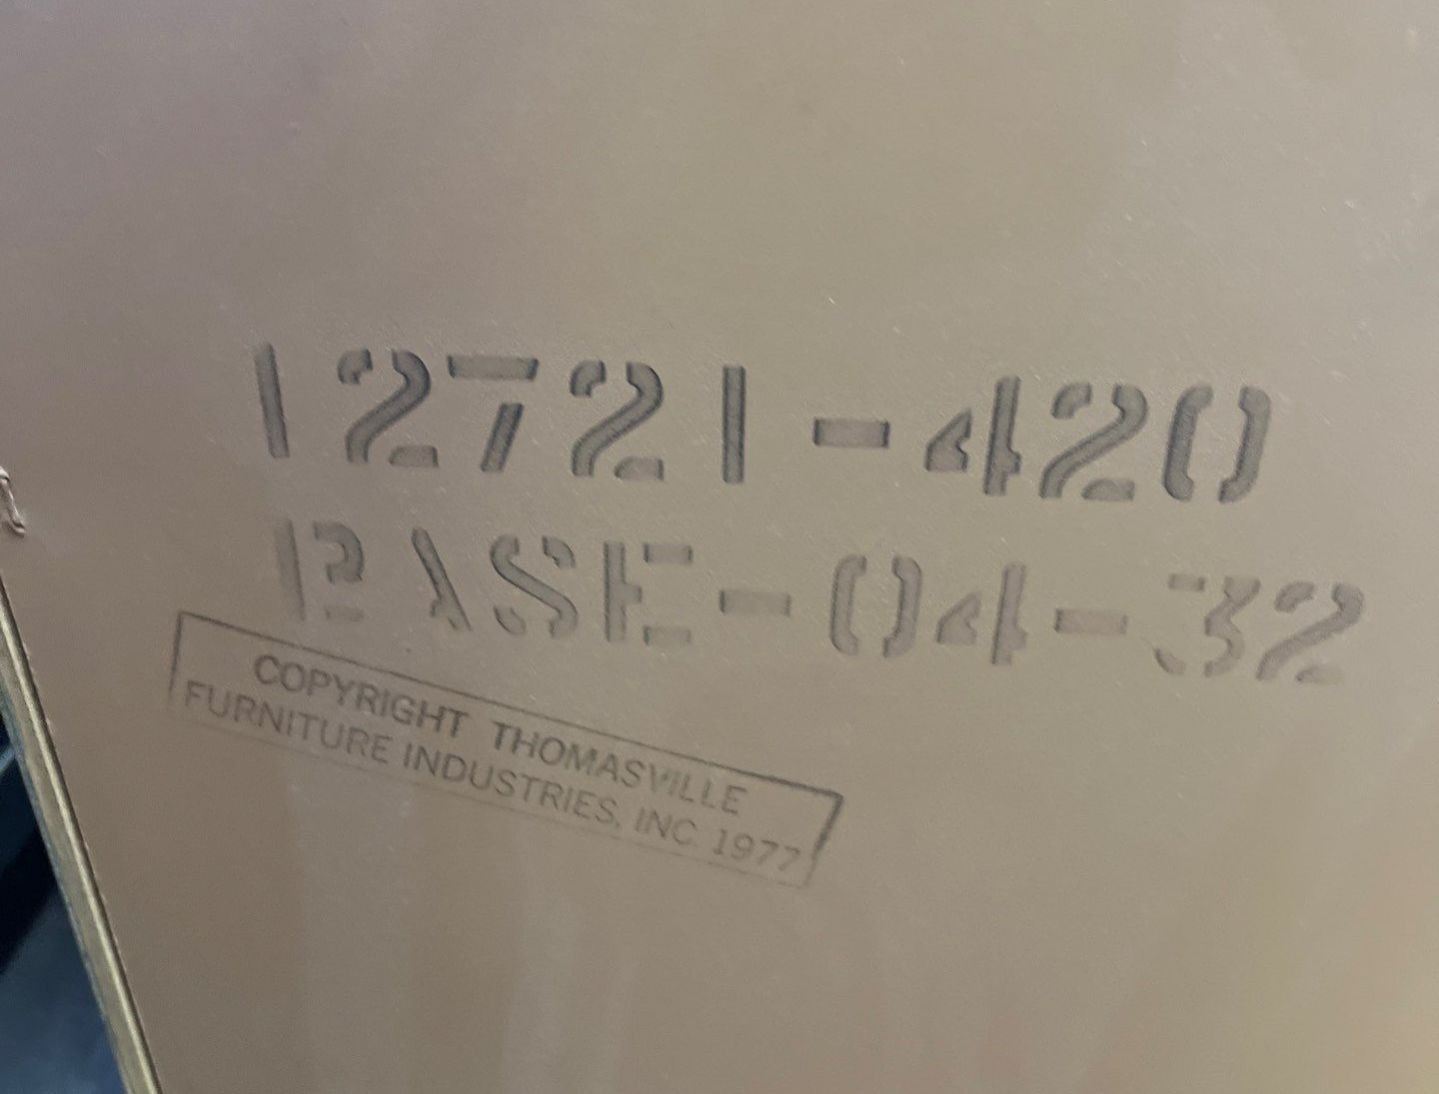 12721-420
BASE-04-32
COPYRIGHT THOMASVILLE
FURNITURE INDUSTRIES, INC. 1977